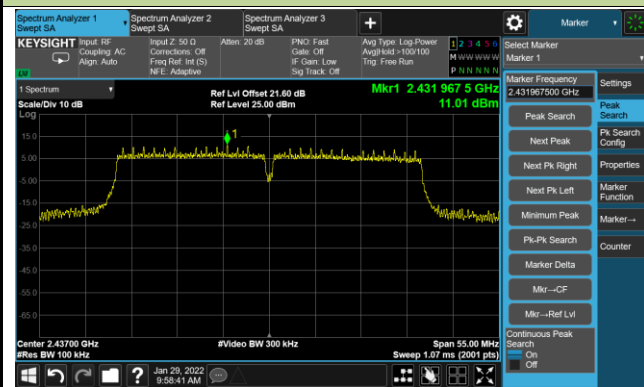 Spectrum Analyzer 1
Swept SA
Spectrum Analyzer 2
Swept SA
Spectrum Analyzer 3
Swept SA
+
Marker
KEYSIGHT
Input: RF
Coupling: AC
Align: Auto
Input Z: 50 Ω
Corrections: Off
Freq Ref: Int (S)
NFE: Adaptive
Atten: 20 dB
PNO: Fast
Gate: Off
IF Gain: Low
Sig Track: Off
Avg Type: Log-Power
Avg|Hold:>100/100
Trig: Free Run
1 2 3 4 5 6
M W W W W W
P N N N N N
Select Marker
Marker 1
1 Spectrum
Scale/Div 10 dB
Log
Ref Lvl Offset 21.60 dB
Ref Level 25.00 dBm
Mkr1 2.431 967 5 GHz
11.01 dBm
15.0
5.00
-5.00
-15.0
-25.0
-35.0
-45.0
-55.0
-65.0
1
Center 2.43700 GHz
#Res BW 100 kHz
#Video BW 300 kHz
Span 55.00 MHz
Sweep 1.07 ms (2001 pts)
Marker Frequency
2.431967500 GHz
Peak Search
Next Peak
Next Pk Right
Next Pk Left
Minimum Peak
Pk-Pk Search
Marker Delta
Mkr→CF
Mkr→Ref Lvl
Continuous Peak
Search
On
Off
Settings
Peak
Search
Pk Search
Config
Properties
Marker
Function
Marker→
Counter
?
Jan 29, 2022
9:58:41 AM